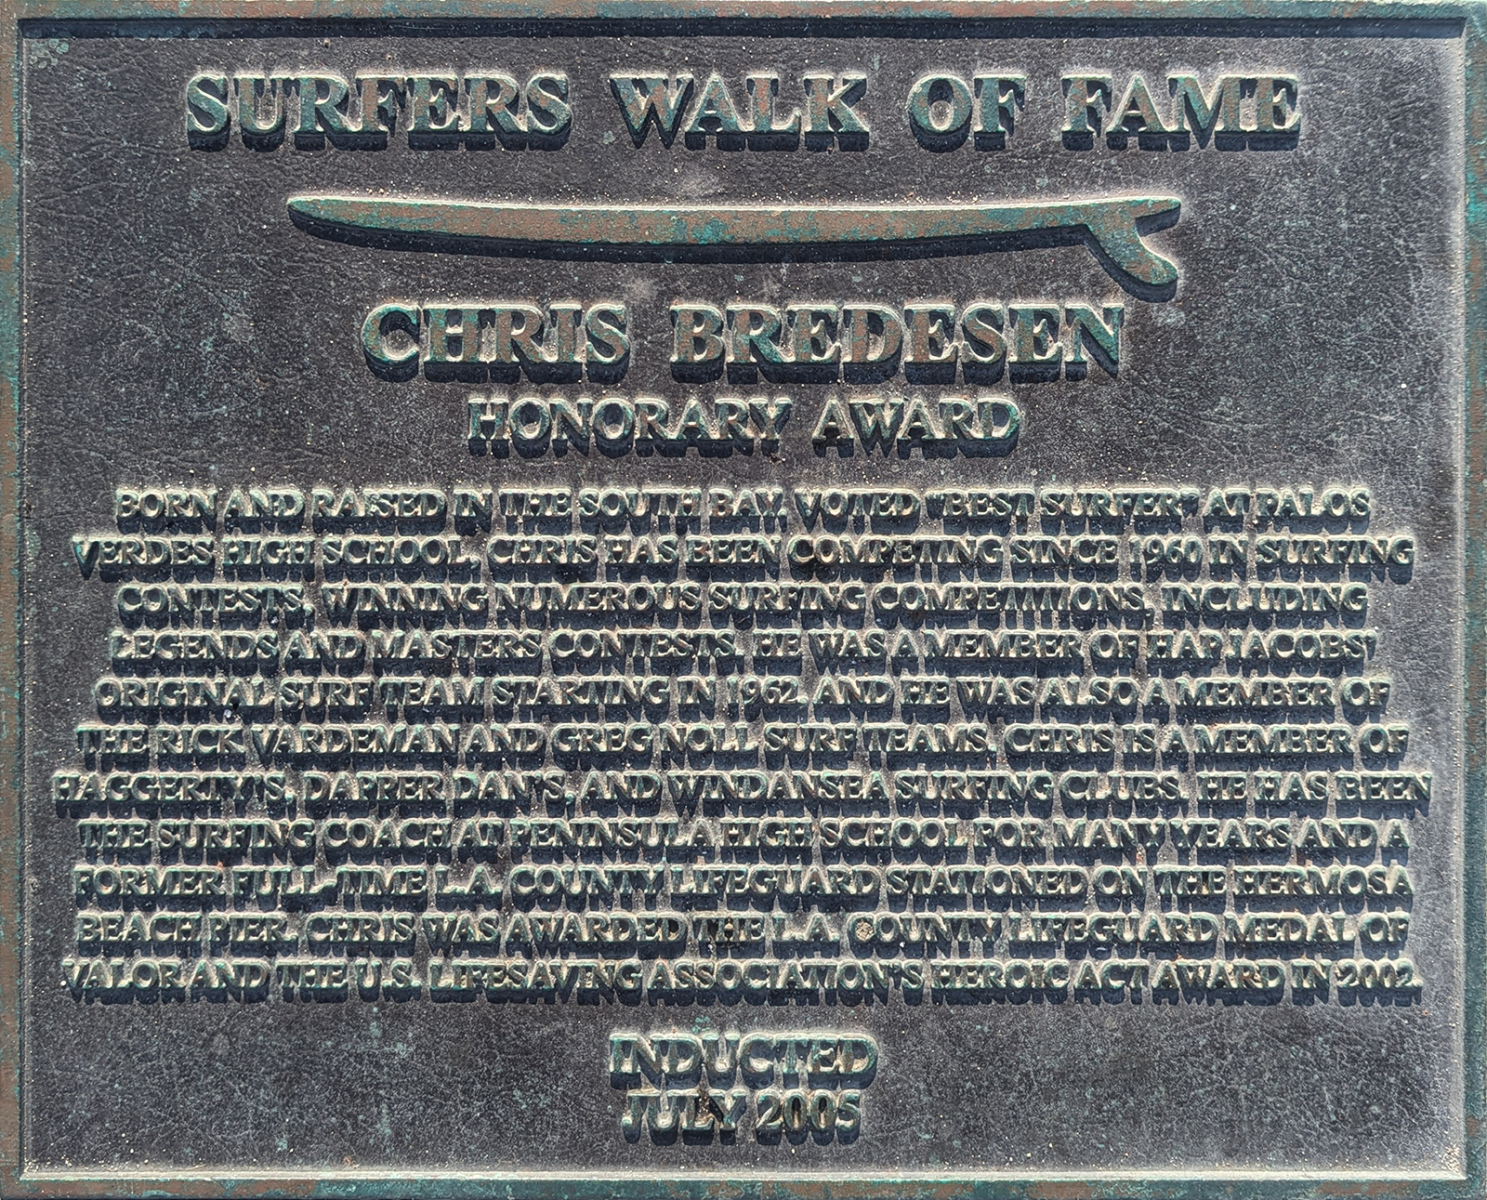 SURFERS WALK OF FAME
CHRIS BREDESEN
HONORARY AWARD
BORN AND RAISED IN THE SOUTH BAY, VOTED "BEST SURFER" AT PALOS
VERDES HIGH SCHOOL, CHRIS HAS BEEN COMPETING SINCE 1960 IN SURFING
CONTESTS, WINNING NUMEROUS SURFING COMPETITIONS, INCLUDING
LEGENDS AND MASTERS CONTESTS. HE WAS A MEMBER OF HAP JACOBS'
ORIGINAL SURF TEAM STARTING IN 1962, AND HE WAS ALSO A MEMBER OF
THE RICK VARDEMAN AND GREG NOLL SURF TEAMS. CHRIS IS A MEMBER OF
HAGGERTY'S, DAPPER DAN'S, AND WINDANSEA SURFING CLUBS. HE HAS BEEN
THE SURFING COACH AT PENINSULA HIGH SCHOOL FOR MANY YEARS AND A
FORMER FULL-TIME L.A. COUNTY LIFEGUARD STATIONED ON THE HERMOSA
BEACH PIER. CHRIS WAS AWARDED THE L.A. COUNTY LIFEGUARD MEDAL OF
VALOR AND THE U.S. LIFESAVING ASSOCIATION'S HEROIC ACT AWARD IN 2002.
INDUCTED
JULY 2005